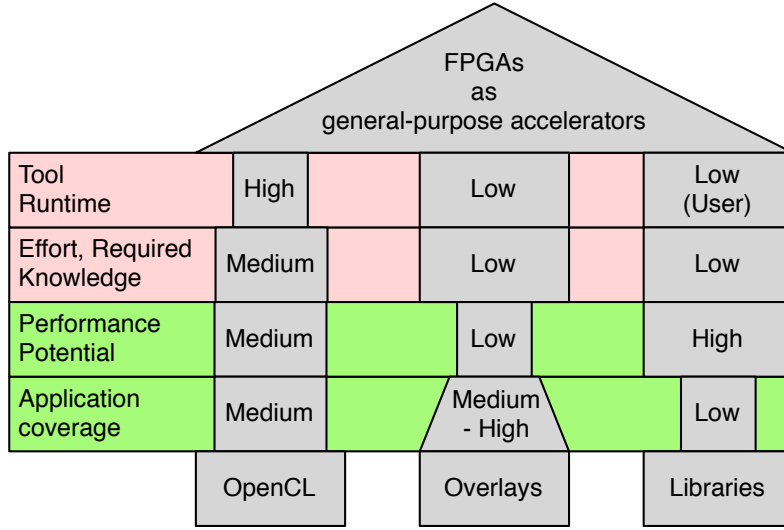 FPGAs
as
general-purpose accelerators
Tool
Runtime
High
Low
Low
(User)
Effort, Required
Knowledge
Medium
Low
Low
Performance
Potential
Medium
Low
High
Application
coverage
Medium
Medium
- High
Low
OpenCL
Overlays
Libraries